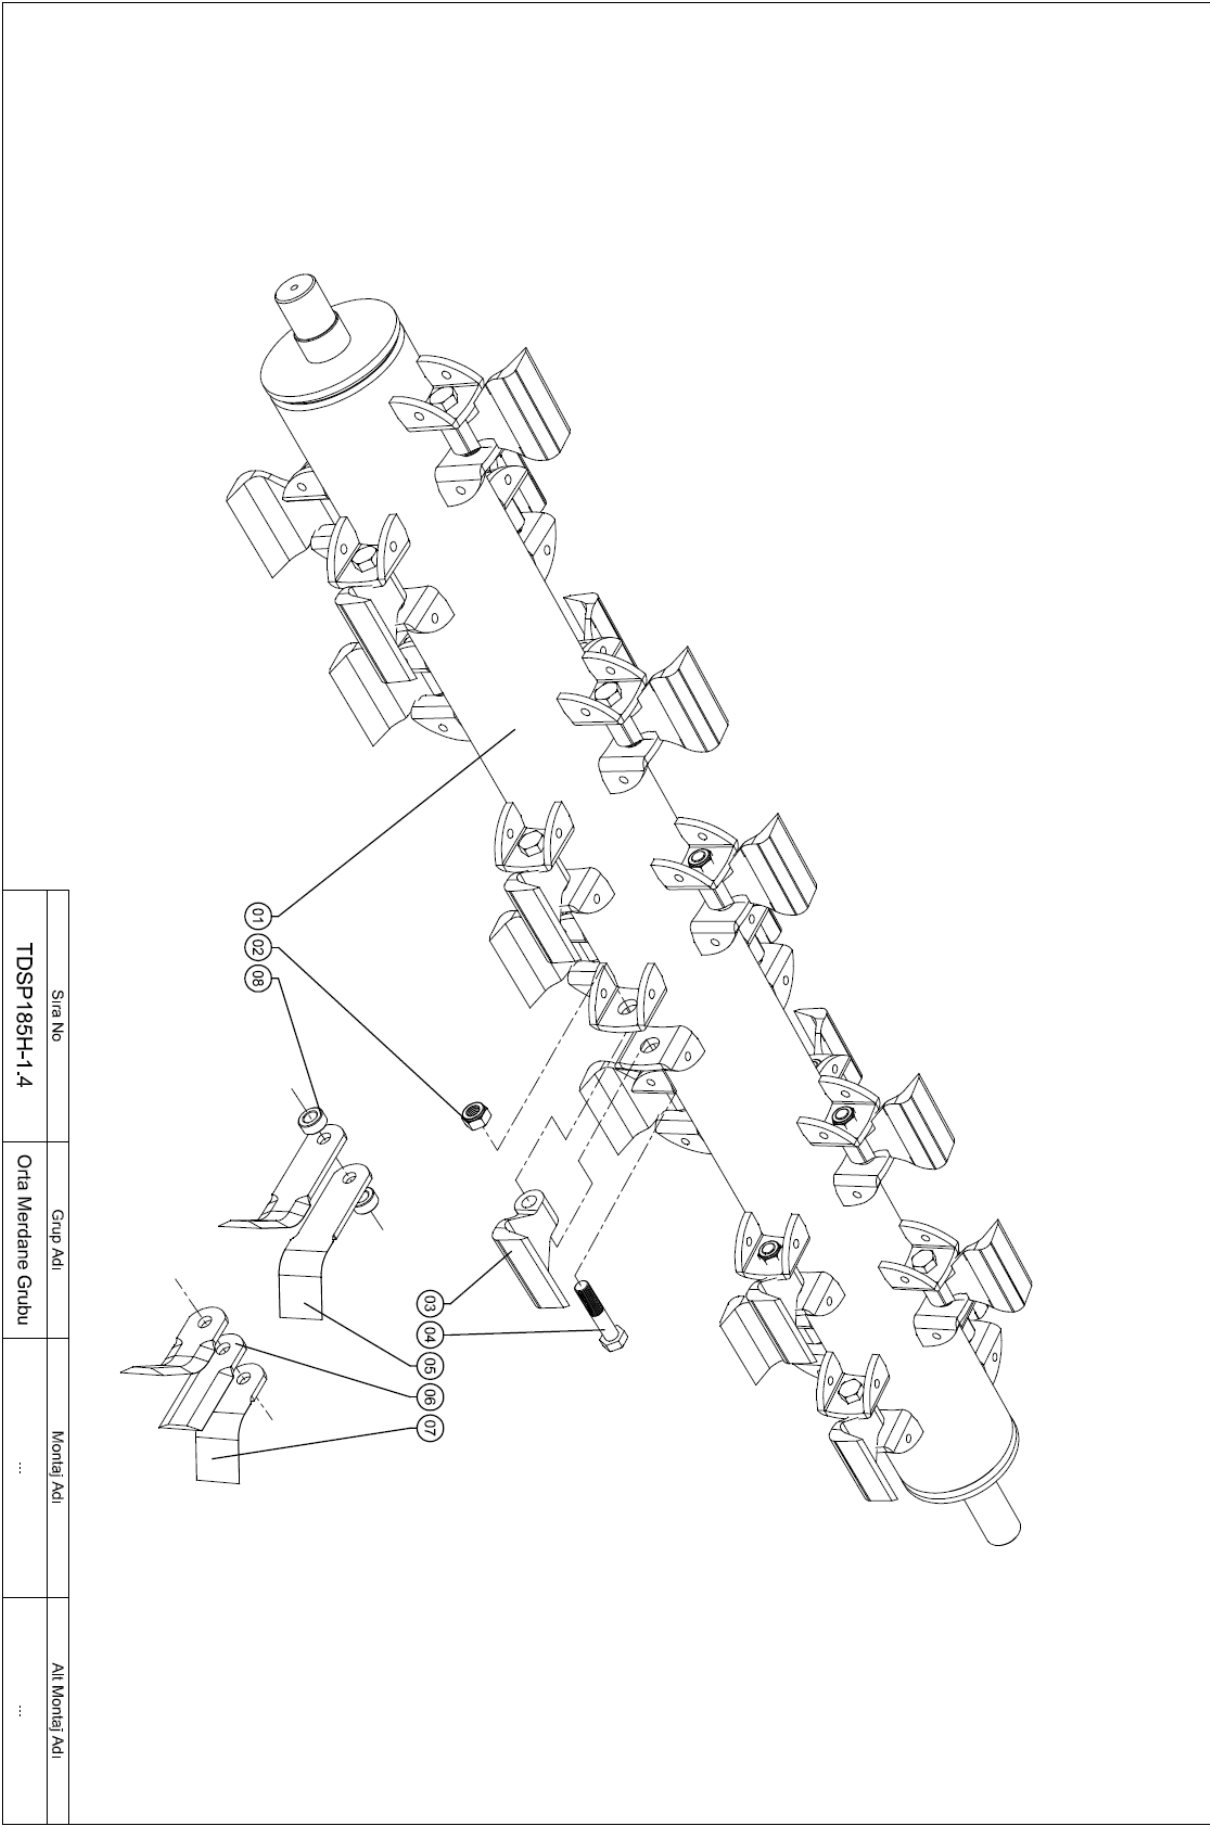 01
02
08
03
04
05
06
07
Sıra No
Grup Adı
Montaj Adı
Alt Montaj Adı
TDSP185H-1.4
Orta Merdane Grubu
...
...